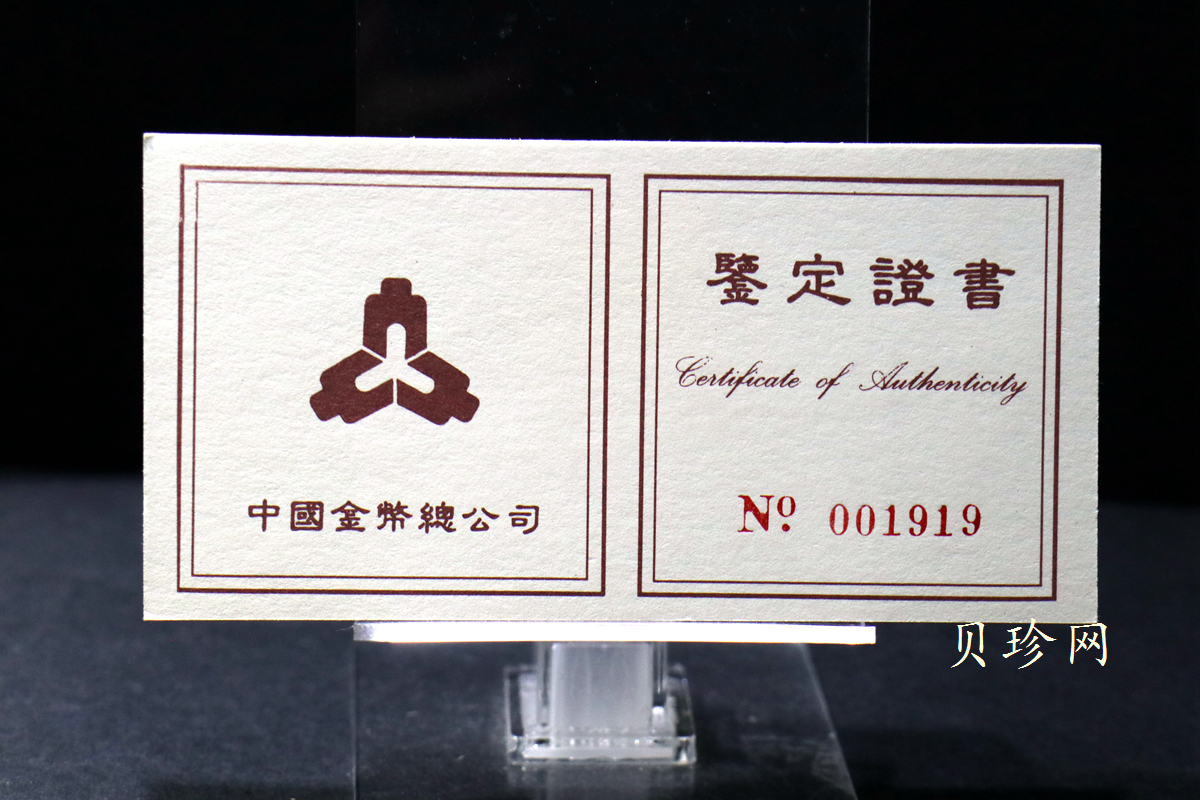 中國金幣總公司
鑒定證書
Certificate of Authenticity
Nº 001919
贝珍网